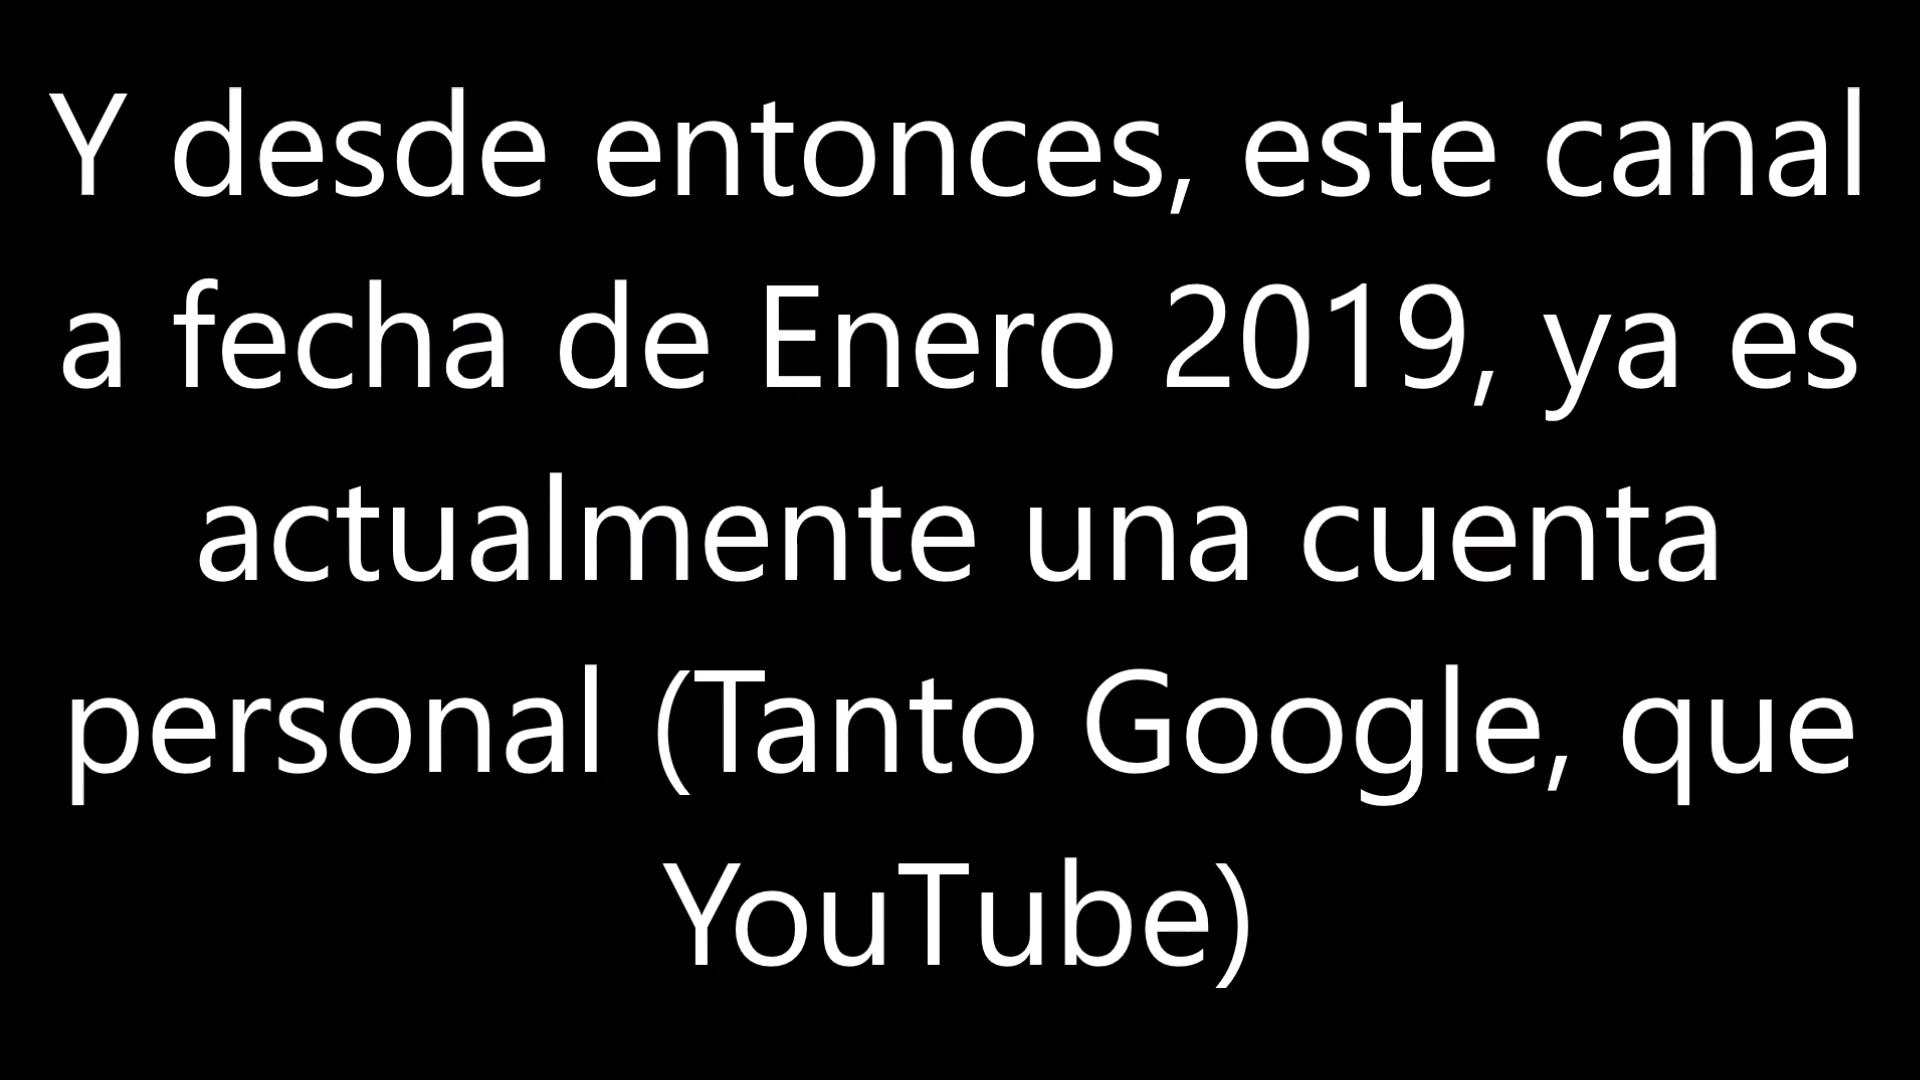 Y desde entonces, este canal
a fecha de Enero 2019, ya es
actualmente una cuenta
personal (Tanto Google, que
YouTube)